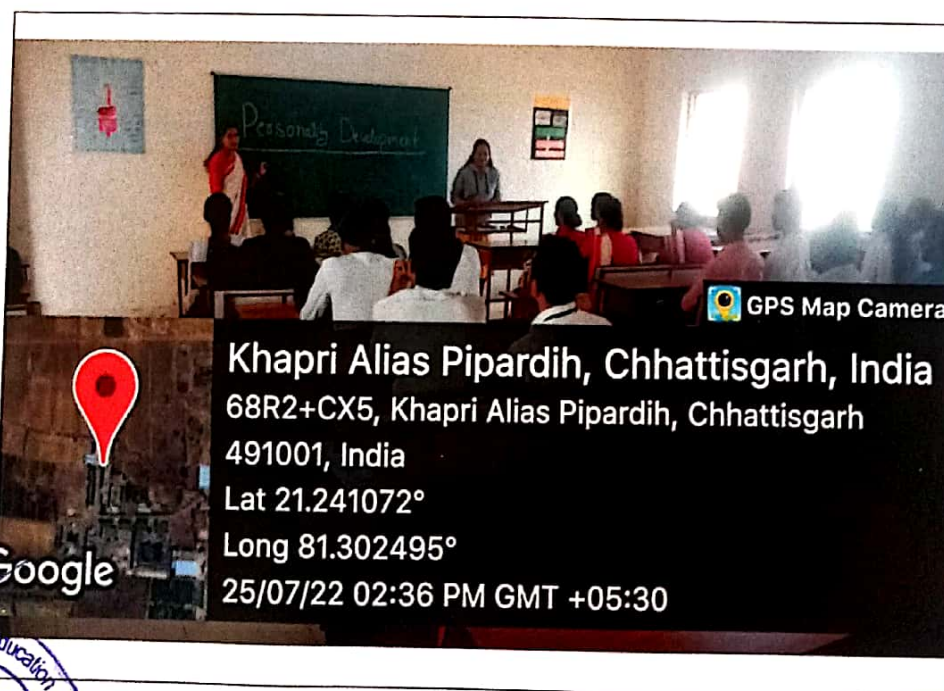 Personality Development
GPS Map Camera
Khapri Alias Pipardih, Chhattisgarh, India
68R2+CX5, Khapri Alias Pipardih, Chhattisgarh
491001, India
Lat 21.241072°
Long 81.302495°
25/07/22 02:36 PM GMT +05:30
Google
ducation